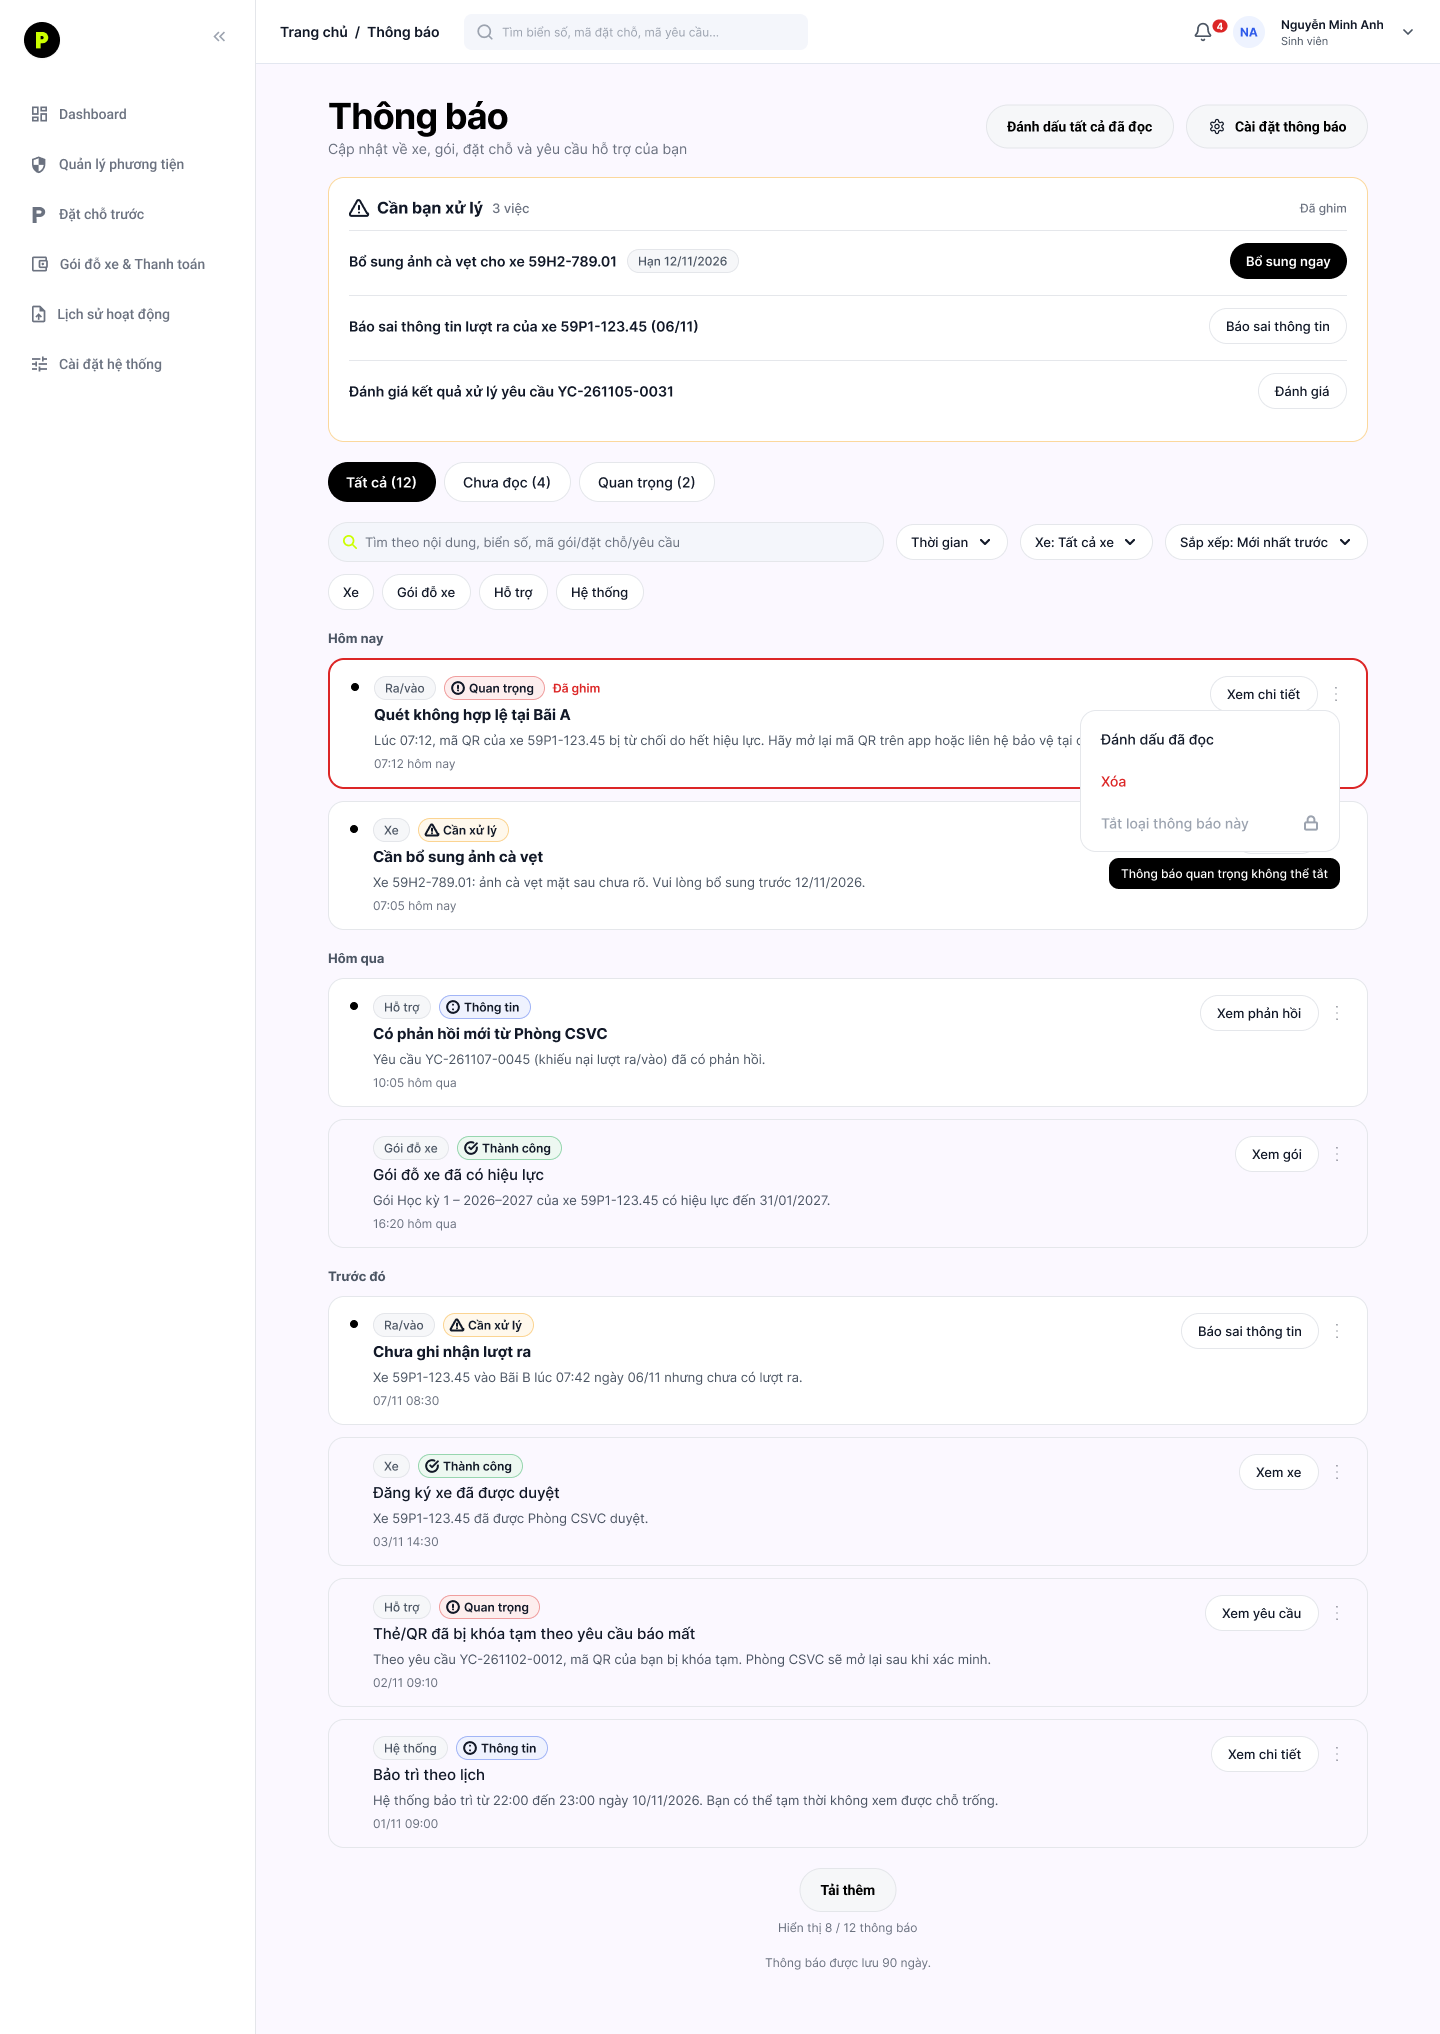 P
Dashboard
Quản lý phương tiện
P Đặt chỗ trước
Gói đỗ xe & Thanh toán
Lịch sử hoạt động
Cài đặt hệ thống
Trang chủ / Thông báo
Tìm biển số, mã đặt chỗ, mã yêu cầu...
4
NA
Nguyễn Minh Anh
Sinh viên
Thông báo
Cập nhật về xe, gói, đặt chỗ và yêu cầu hỗ trợ của bạn
Đánh dấu tất cả đã đọc
Cài đặt thông báo
Cần bạn xử lý 3 việc
Đã ghim
Bổ sung ảnh cà vẹt cho xe 59H2-789.01 Hạn 12/11/2026
Bổ sung ngay
Báo sai thông tin lượt ra của xe 59P1-123.45 (06/11)
Báo sai thông tin
Đánh giá kết quả xử lý yêu cầu YC-261105-0031
Đánh giá
Tất cả (12)
Chưa đọc (4)
Quan trọng (2)
Tìm theo nội dung, biển số, mã gói/đặt chỗ/yêu cầu
Thời gian
Xe: Tất cả xe
Sắp xếp: Mới nhất trước
Xe
Gói đỗ xe
Hỗ trợ
Hệ thống
Hôm nay
Ra/vào Quan trọng Đã ghim
Xem chi tiết
Quét không hợp lệ tại Bãi A
Lúc 07:12, mã QR của xe 59P1-123.45 bị từ chối do hết hiệu lực. Hãy mở lại mã QR trên app hoặc liên hệ bảo vệ tại
07:12 hôm nay
Đánh dấu đã đọc
Xóa
Tắt loại thông báo này
Thông báo quan trọng không thể tắt
Xe Cần xử lý
Cần bổ sung ảnh cà vẹt
Xe 59H2-789.01: ảnh cà vẹt mặt sau chưa rõ. Vui lòng bổ sung trước 12/11/2026.
07:05 hôm nay
Hôm qua
Hỗ trợ Thông tin
Xem phản hồi
Có phản hồi mới từ Phòng CSVC
Yêu cầu YC-261107-0045 (khiếu nại lượt ra/vào) đã có phản hồi.
10:05 hôm qua
Gói đỗ xe Thành công
Xem gói
Gói đỗ xe đã có hiệu lực
Gói Học kỳ 1 – 2026–2027 của xe 59P1-123.45 có hiệu lực đến 31/01/2027.
16:20 hôm qua
Trước đó
Ra/vào Cần xử lý
Báo sai thông tin
Chưa ghi nhận lượt ra
Xe 59P1-123.45 vào Bãi B lúc 07:42 ngày 06/11 nhưng chưa có lượt ra.
07/11 08:30
Xe Thành công
Xem xe
Đăng ký xe đã được duyệt
Xe 59P1-123.45 đã được Phòng CSVC duyệt.
03/11 14:30
Hỗ trợ Quan trọng
Xem yêu cầu
Thẻ/QR đã bị khóa tạm theo yêu cầu báo mất
Theo yêu cầu YC-261102-0012, mã QR của bạn bị khóa tạm. Phòng CSVC sẽ mở lại sau khi xác minh.
02/11 09:10
Hệ thống Thông tin
Xem chi tiết
Bảo trì theo lịch
Hệ thống bảo trì từ 22:00 đến 23:00 ngày 10/11/2026. Bạn có thể tạm thời không xem được chỗ trống.
01/11 09:00
Tải thêm
Hiển thị 8 / 12 thông báo
Thông báo được lưu 90 ngày.